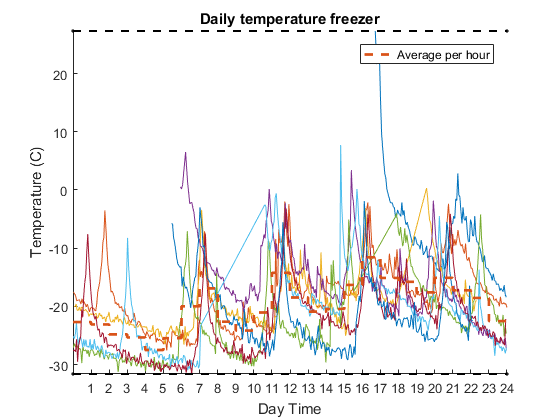 Daily temperature freezer
Average per hour
Temperature (C)
20
10
0
-10
-20
-30
1 2 3 4 5 6 7 8 9 10 11 12 13 14 15 16 17 18 19 20 21 22 23 24
Day Time